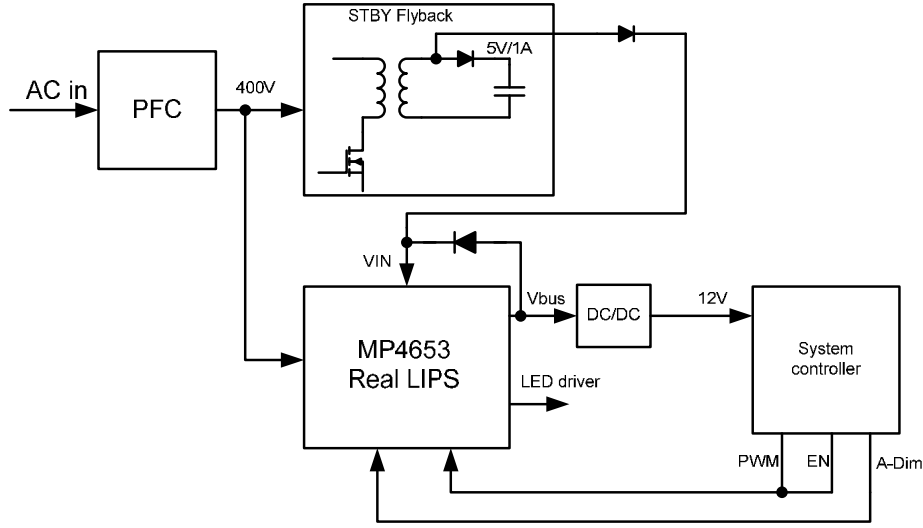 STBY Flyback
5V/1A
AC in
PFC
400V
VIN
Vbus
DC/DC
12V
MP4653
Real LIPS
System
controller
LED driver
PWM
EN
A-Dim